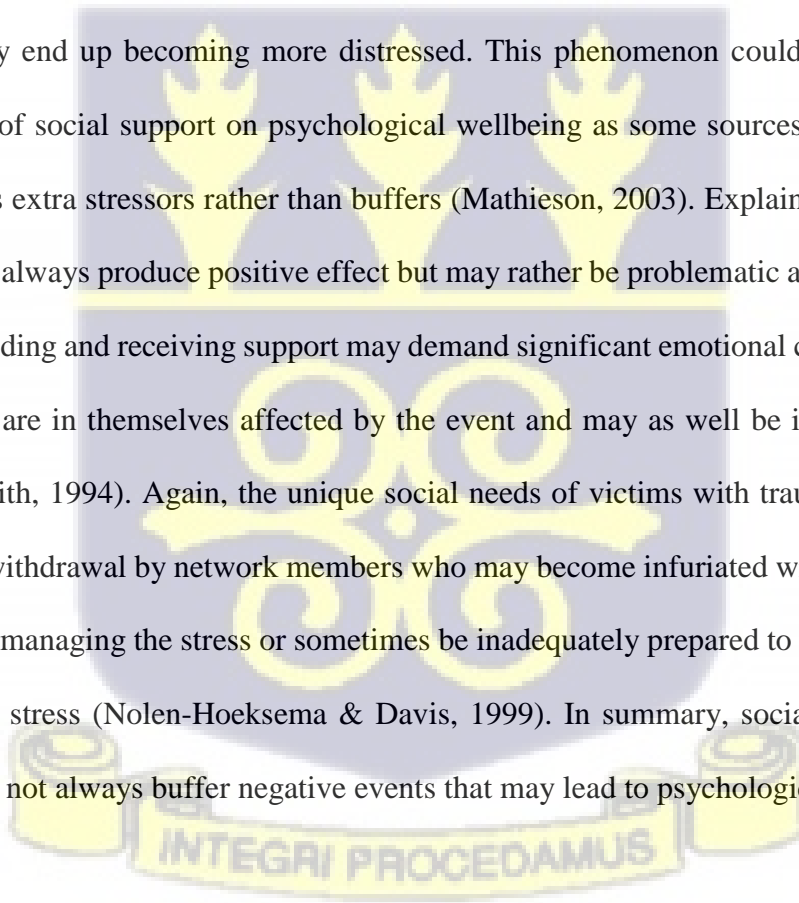 end up becoming more distressed. This phenomenon could
of social support on psychological wellbeing as some sources
extra stressors rather than buffers (Mathieson, 2003). Explain
always produce positive effect but may rather be problematic a
ding and receiving support may demand significant emotional
are in themselves affected by the event and may as well be i
ith, 1994). Again, the unique social needs of victims with trau
withdrawal by network members who may become infuriated w
managing the stress or sometimes be inadequately prepared to
stress (Nolen-Hoeksema & Davis, 1999). In summary, socia
not always buffer negative events that may lead to psychologi
INTEGRI PROCEDAMUS